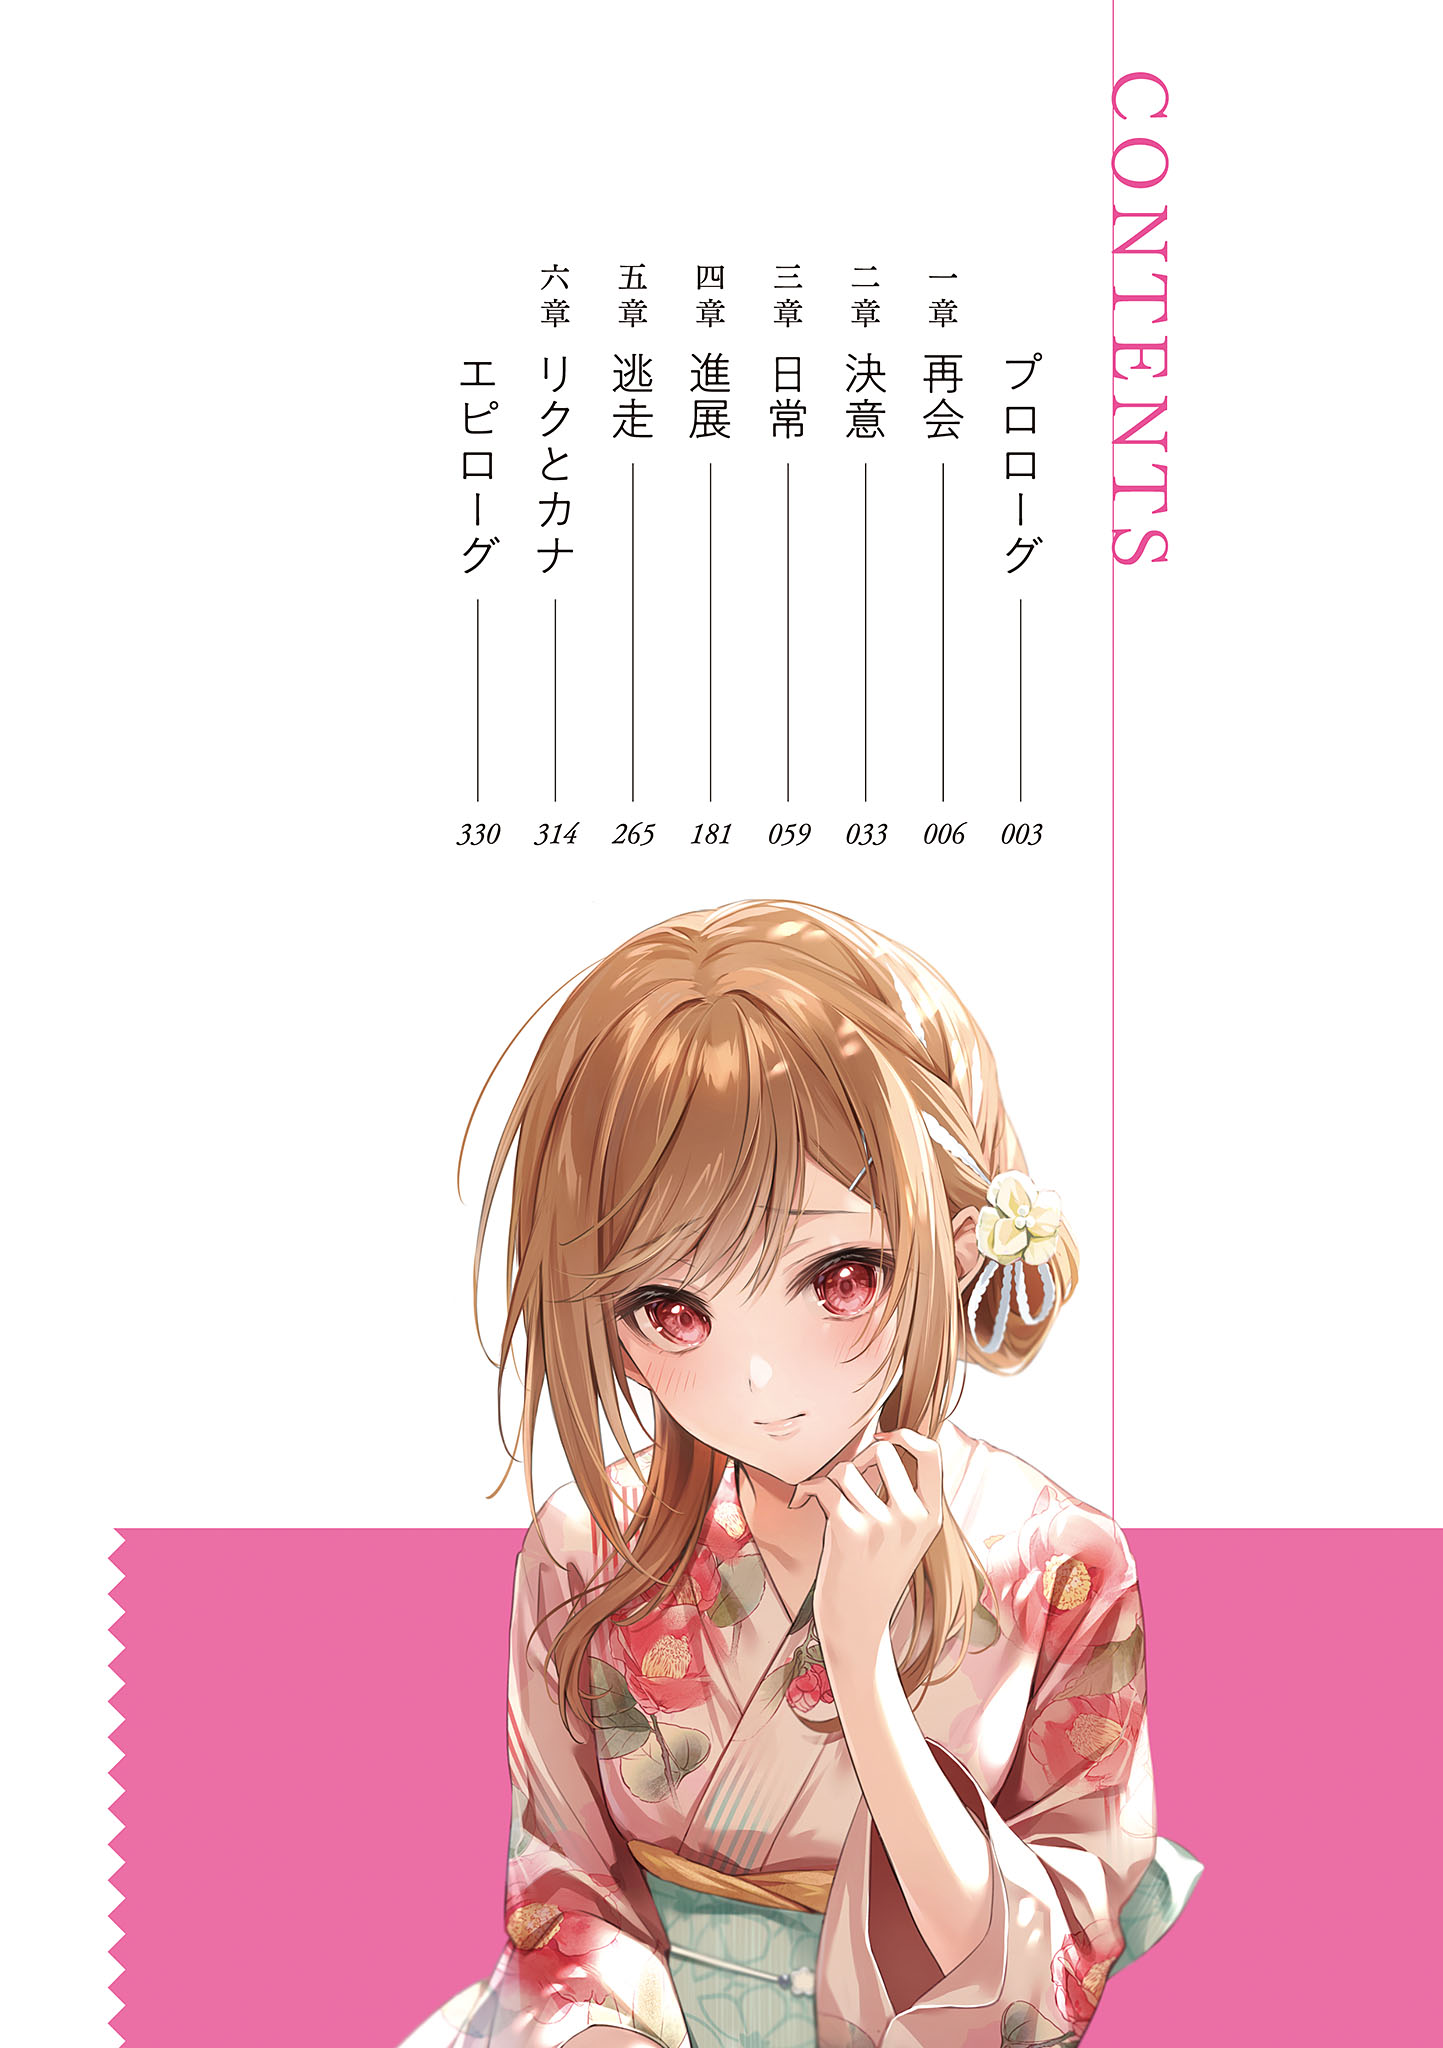 CONTENTS
プロローグ 003
一章 再会 006
二章 決意 033
三章 日常 059
四章 進展 181
五章 逃走 265
六章 リクとカナ 314
エピローグ 330